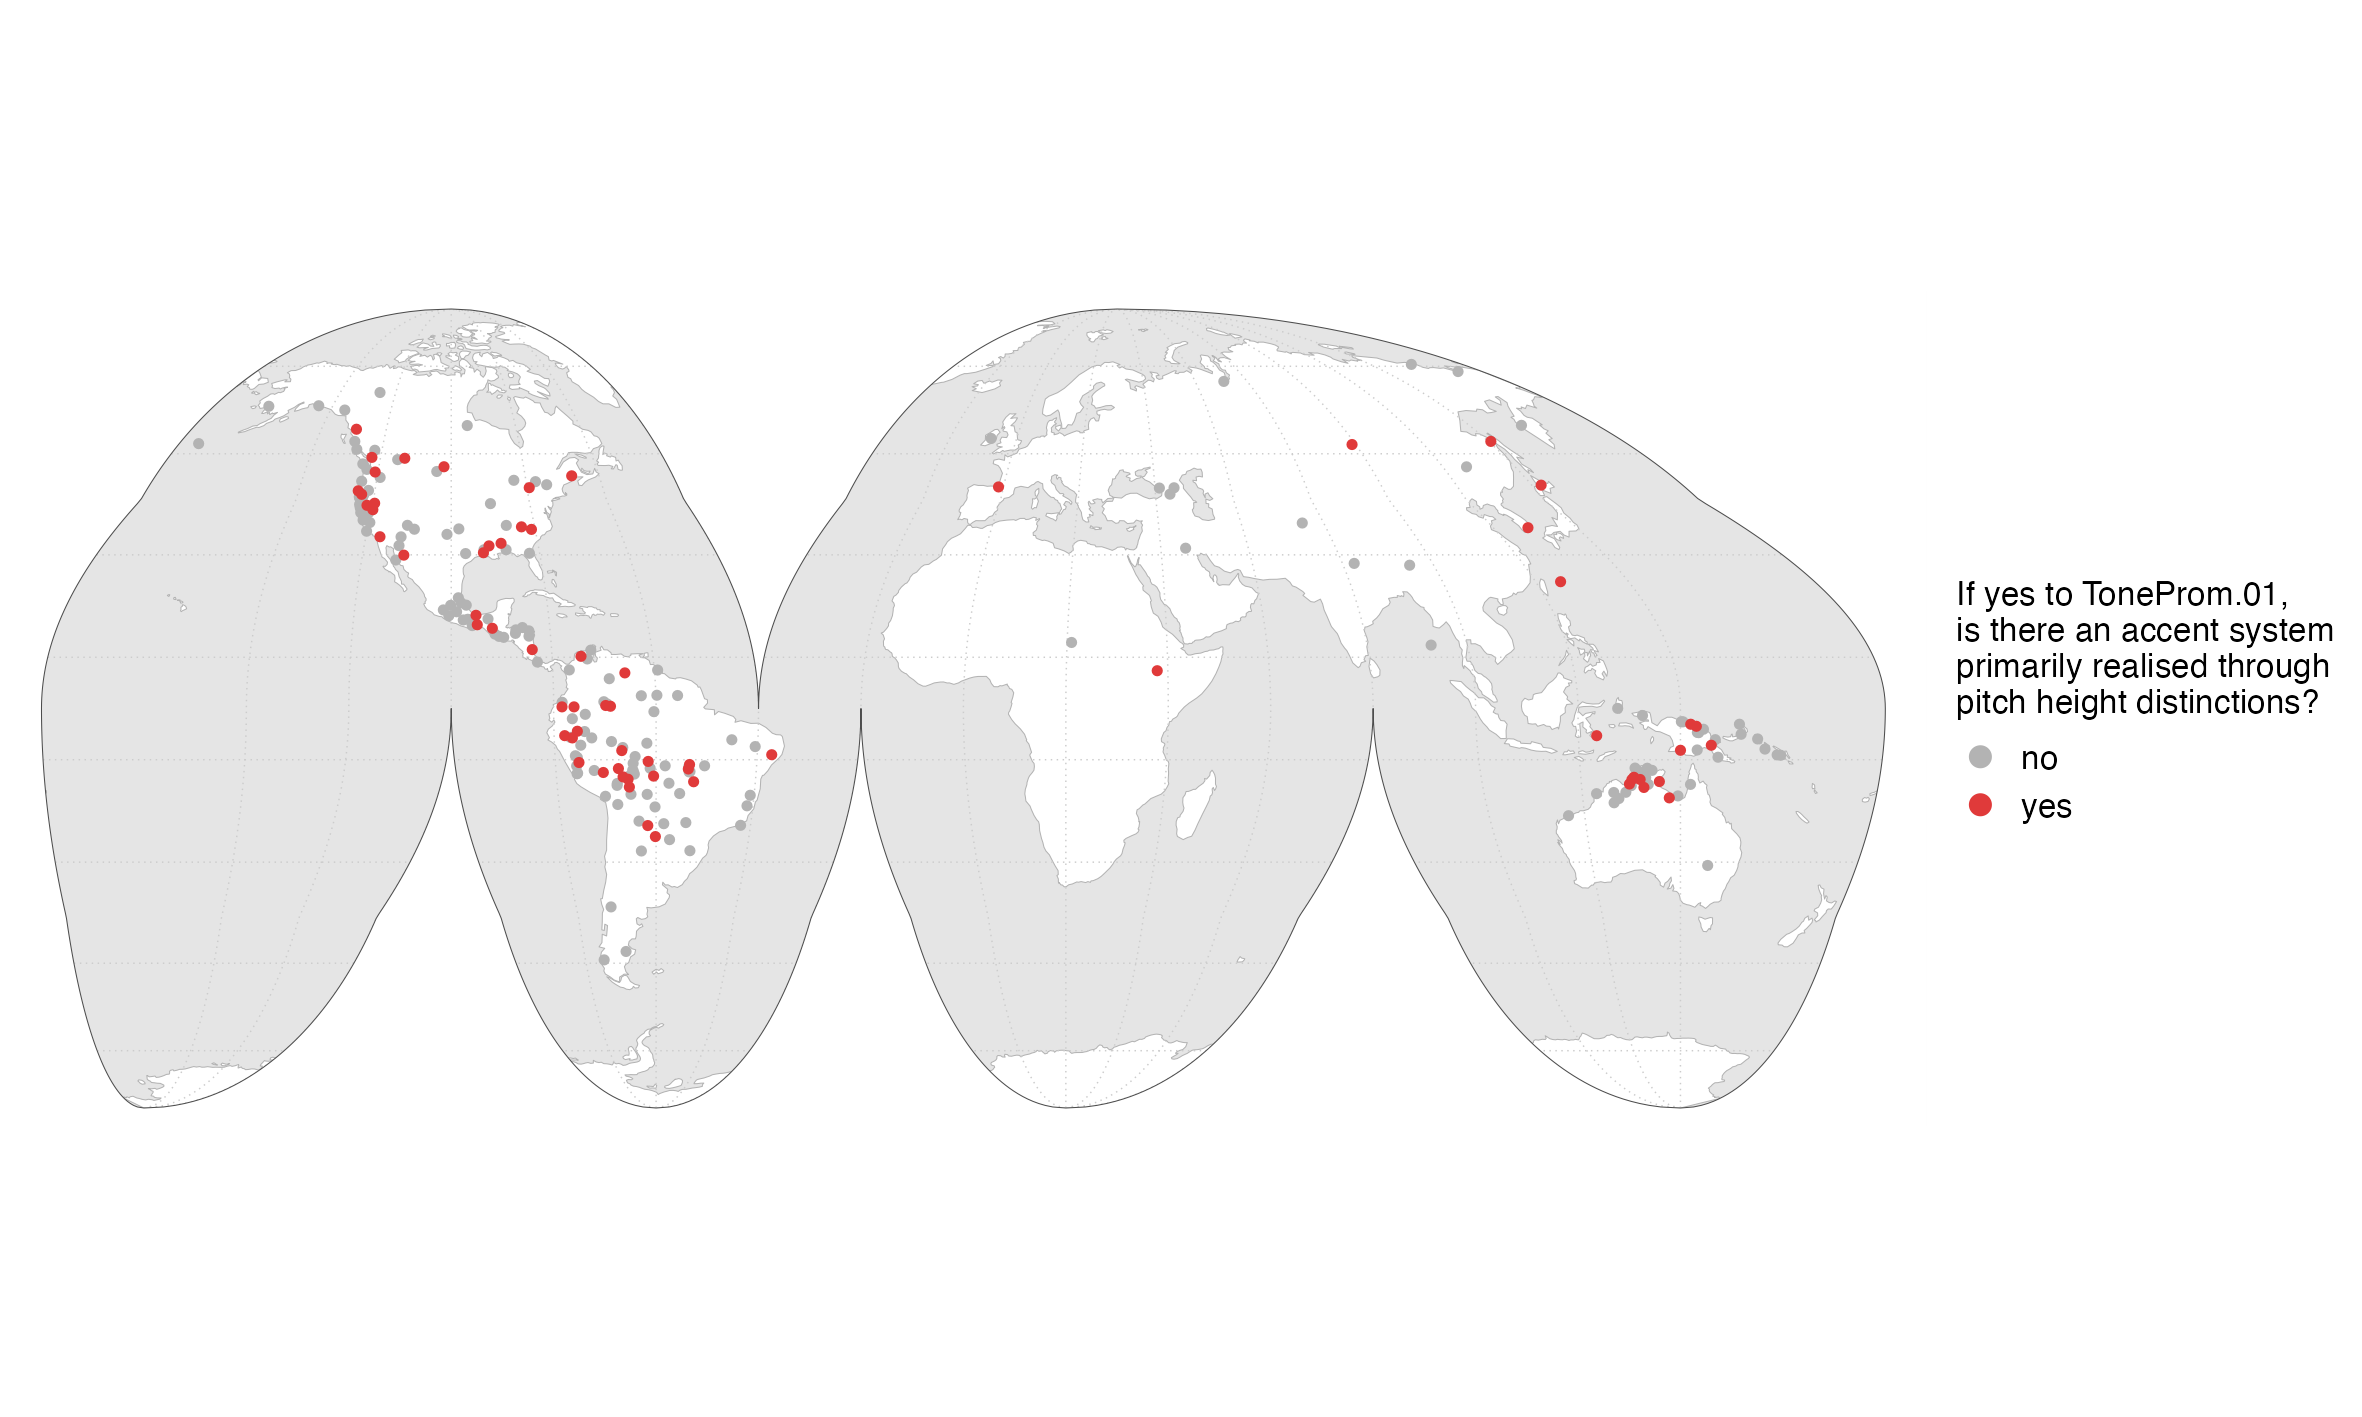 If yes to ToneProm.01,
is there an accent system
primarily realised through
pitch height distinctions?
no
yes